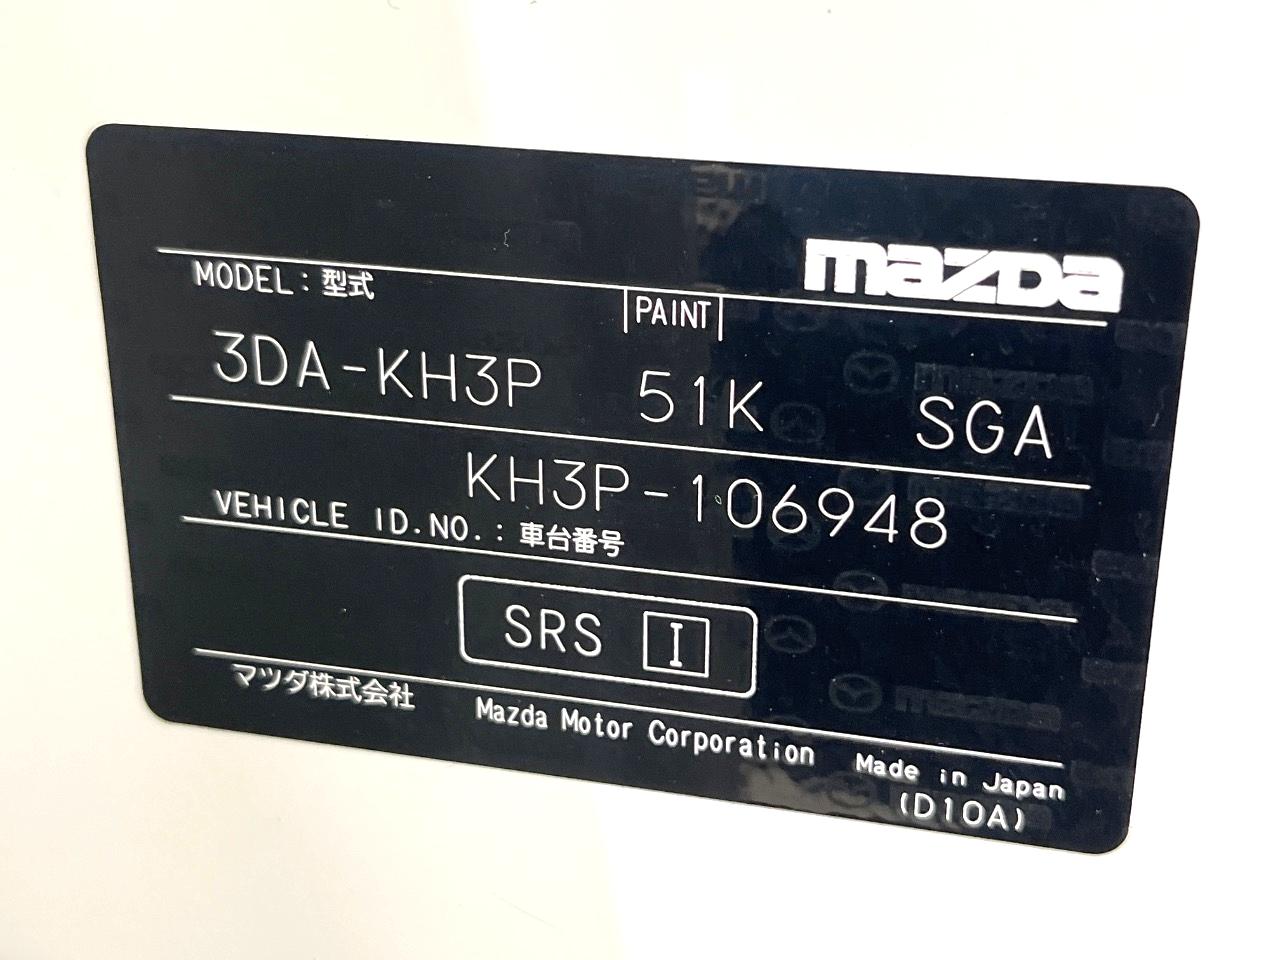 mazda
MODEL : 型式
PAINT
3DA-KH3P 51K SGA
KH3P-106948
VEHICLE ID.NO. : 車台番号
SRS I
マツダ株式会社 Mazda Motor Corporation Made in Japan
(D10A)